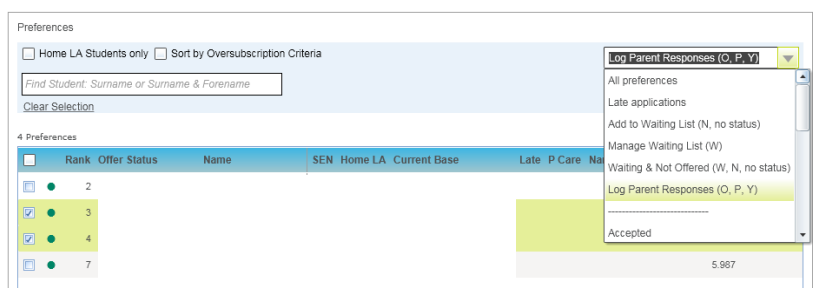 Preferences
Home LA Students only Sort by Oversubscription Criteria
Log Parent Responses (O, P, Y)
Find Student: Surname or Surname & Forename
Clear Selection
All preferences
Late applications
Add to Waiting List (N, no status)
Manage Waiting List (W)
Waiting & Not Offered (W, N, no status)
Log Parent Responses (O, P, Y)
----------------------------
Accepted
4 Preferences
Rank Offer Status Name SEN Home LA Current Base Late P Care
2
3
4
7 5.987